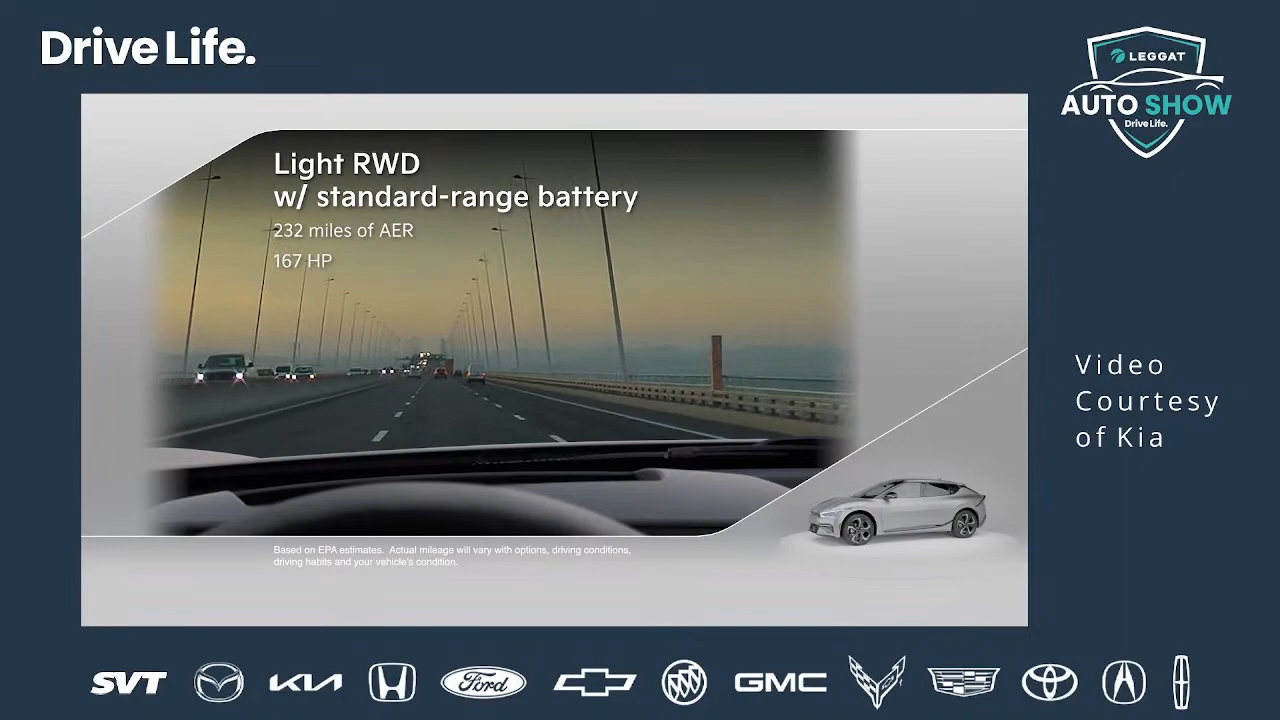 Drive Life.
LEGGAT
AUTO SHOW
Drive Life.
Light RWD
w/ standard-range battery
232 miles of AER
167 HP
Video
Courtesy
of Kia
Based on EPA estimates. Actual mileage will vary with options, driving conditions,
driving habits and your vehicle's condition.
SVT KIA Ford GMC